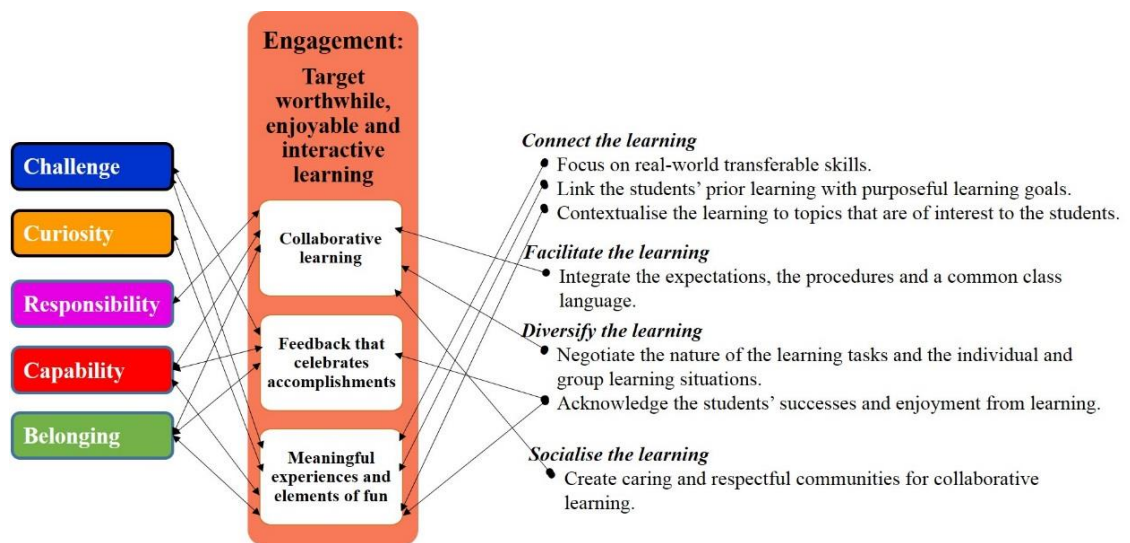 Engagement:
Target
worthwhile,
enjoyable and
interactive
learning
Challenge
Curiosity
Responsibility
Capability
Belonging
Collaborative
learning
Feedback that
celebrates
accomplishments
Meaningful
experiences and
elements of fun
Connect the learning
Focus on real-world transferable skills.
Link the students’ prior learning with purposeful learning goals.
Contextualise the learning to topics that are of interest to the students.
Facilitate the learning
Integrate the expectations, the procedures and a common class
language.
Diversify the learning
Negotiate the nature of the learning tasks and the individual and
group learning situations.
Acknowledge the students’ successes and enjoyment from learning.
Socialise the learning
Create caring and respectful communities for collaborative
learning.